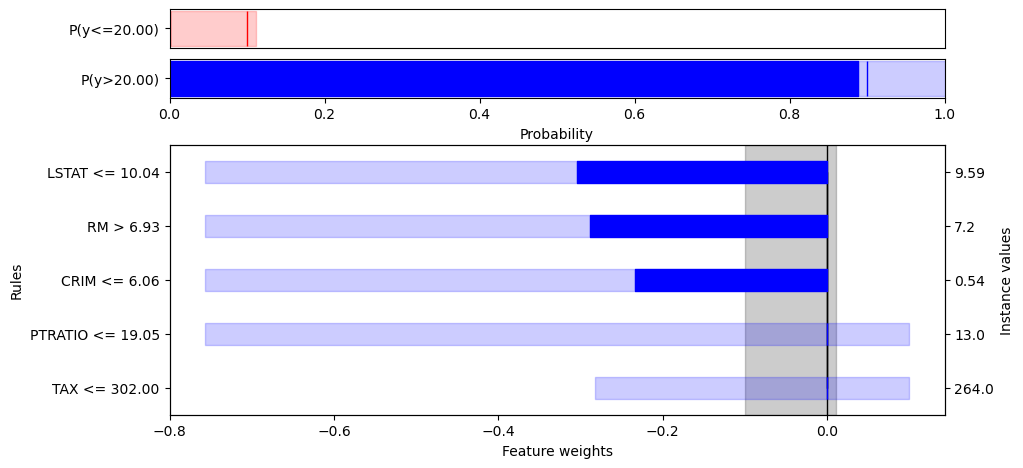 P(y<=20.00)
P(y>20.00)
0.0 0.2 0.4 0.6 0.8 1.0
Probability
LSTAT <= 10.04 9.59
RM > 6.93 7.2
CRIM <= 6.06 0.54
PTRATIO <= 19.05 13.0
TAX <= 302.00 264.0
Rules
Instance values
−0.8 −0.6 −0.4 −0.2 0.0
Feature weights